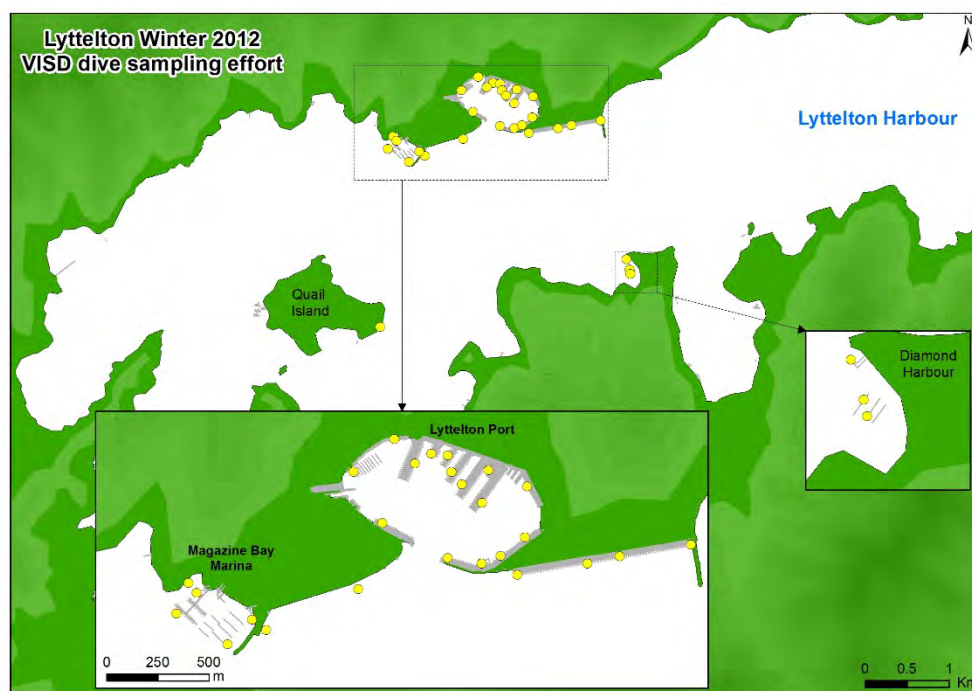 Lyttelton Winter 2012
VISD dive sampling effort
N
Lyttelton Harbour
Quail
Island
Diamond
Harbour
Lyttelton Port
Magazine Bay
Marina
0 250 500
m
0 0.5 1
Km